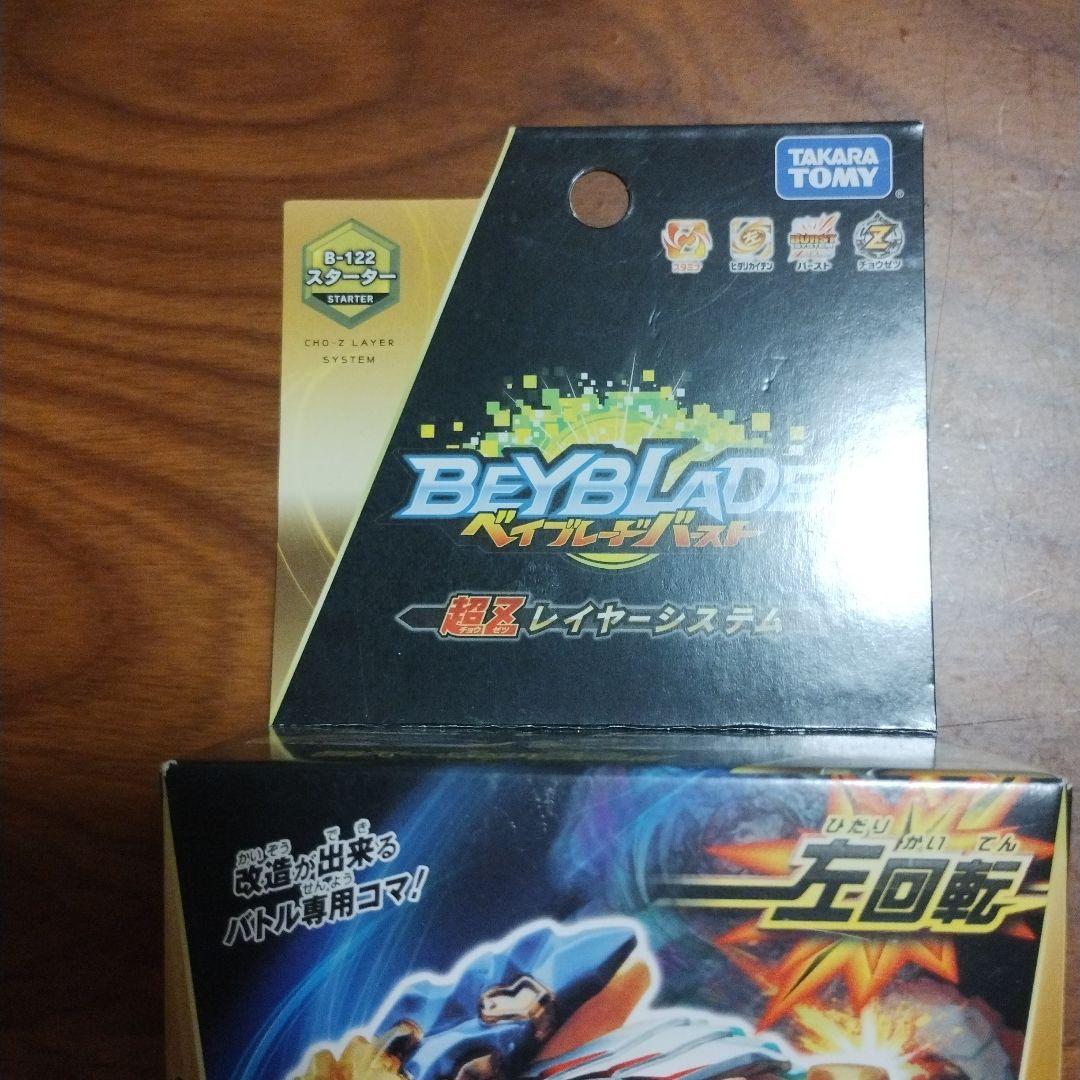 TAKARA
TOMY
®
B-122
スターター
STARTER
CHO-Z LAYER
SYSTEM
スタミナ
左
ヒダリカイテン
BURST
SYSTEM
バースト
Z
チョウゼツ
BEYBLADE
ベイブレードバースト
超Zレイヤーシステム
チョウ ゼツ
かいぞう で き
改造が出来る
せんよう
バトル専用コマ!
ひだり かい てん
左回転